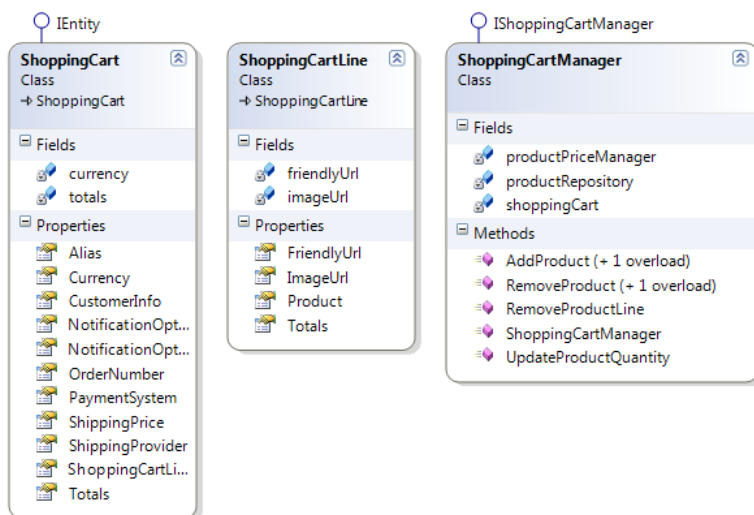 IEntity
ShoppingCart
Class
ShoppingCart
Fields
currency
totals
Properties
Alias
Currency
CustomerInfo
NotificationOpt...
NotificationOpt...
OrderNumber
PaymentSystem
ShippingPrice
ShippingProvider
ShoppingCartLi...
Totals
ShoppingCartLine
Class
ShoppingCartLine
Fields
friendlyUrl
imageUrl
Properties
FriendlyUrl
ImageUrl
Product
Totals
IShoppingCartManager
ShoppingCartManager
Class
Fields
productPriceManager
productRepository
shoppingCart
Methods
AddProduct (+ 1 overload)
RemoveProduct (+ 1 overload)
RemoveProductLine
ShoppingCartManager
UpdateProductQuantity